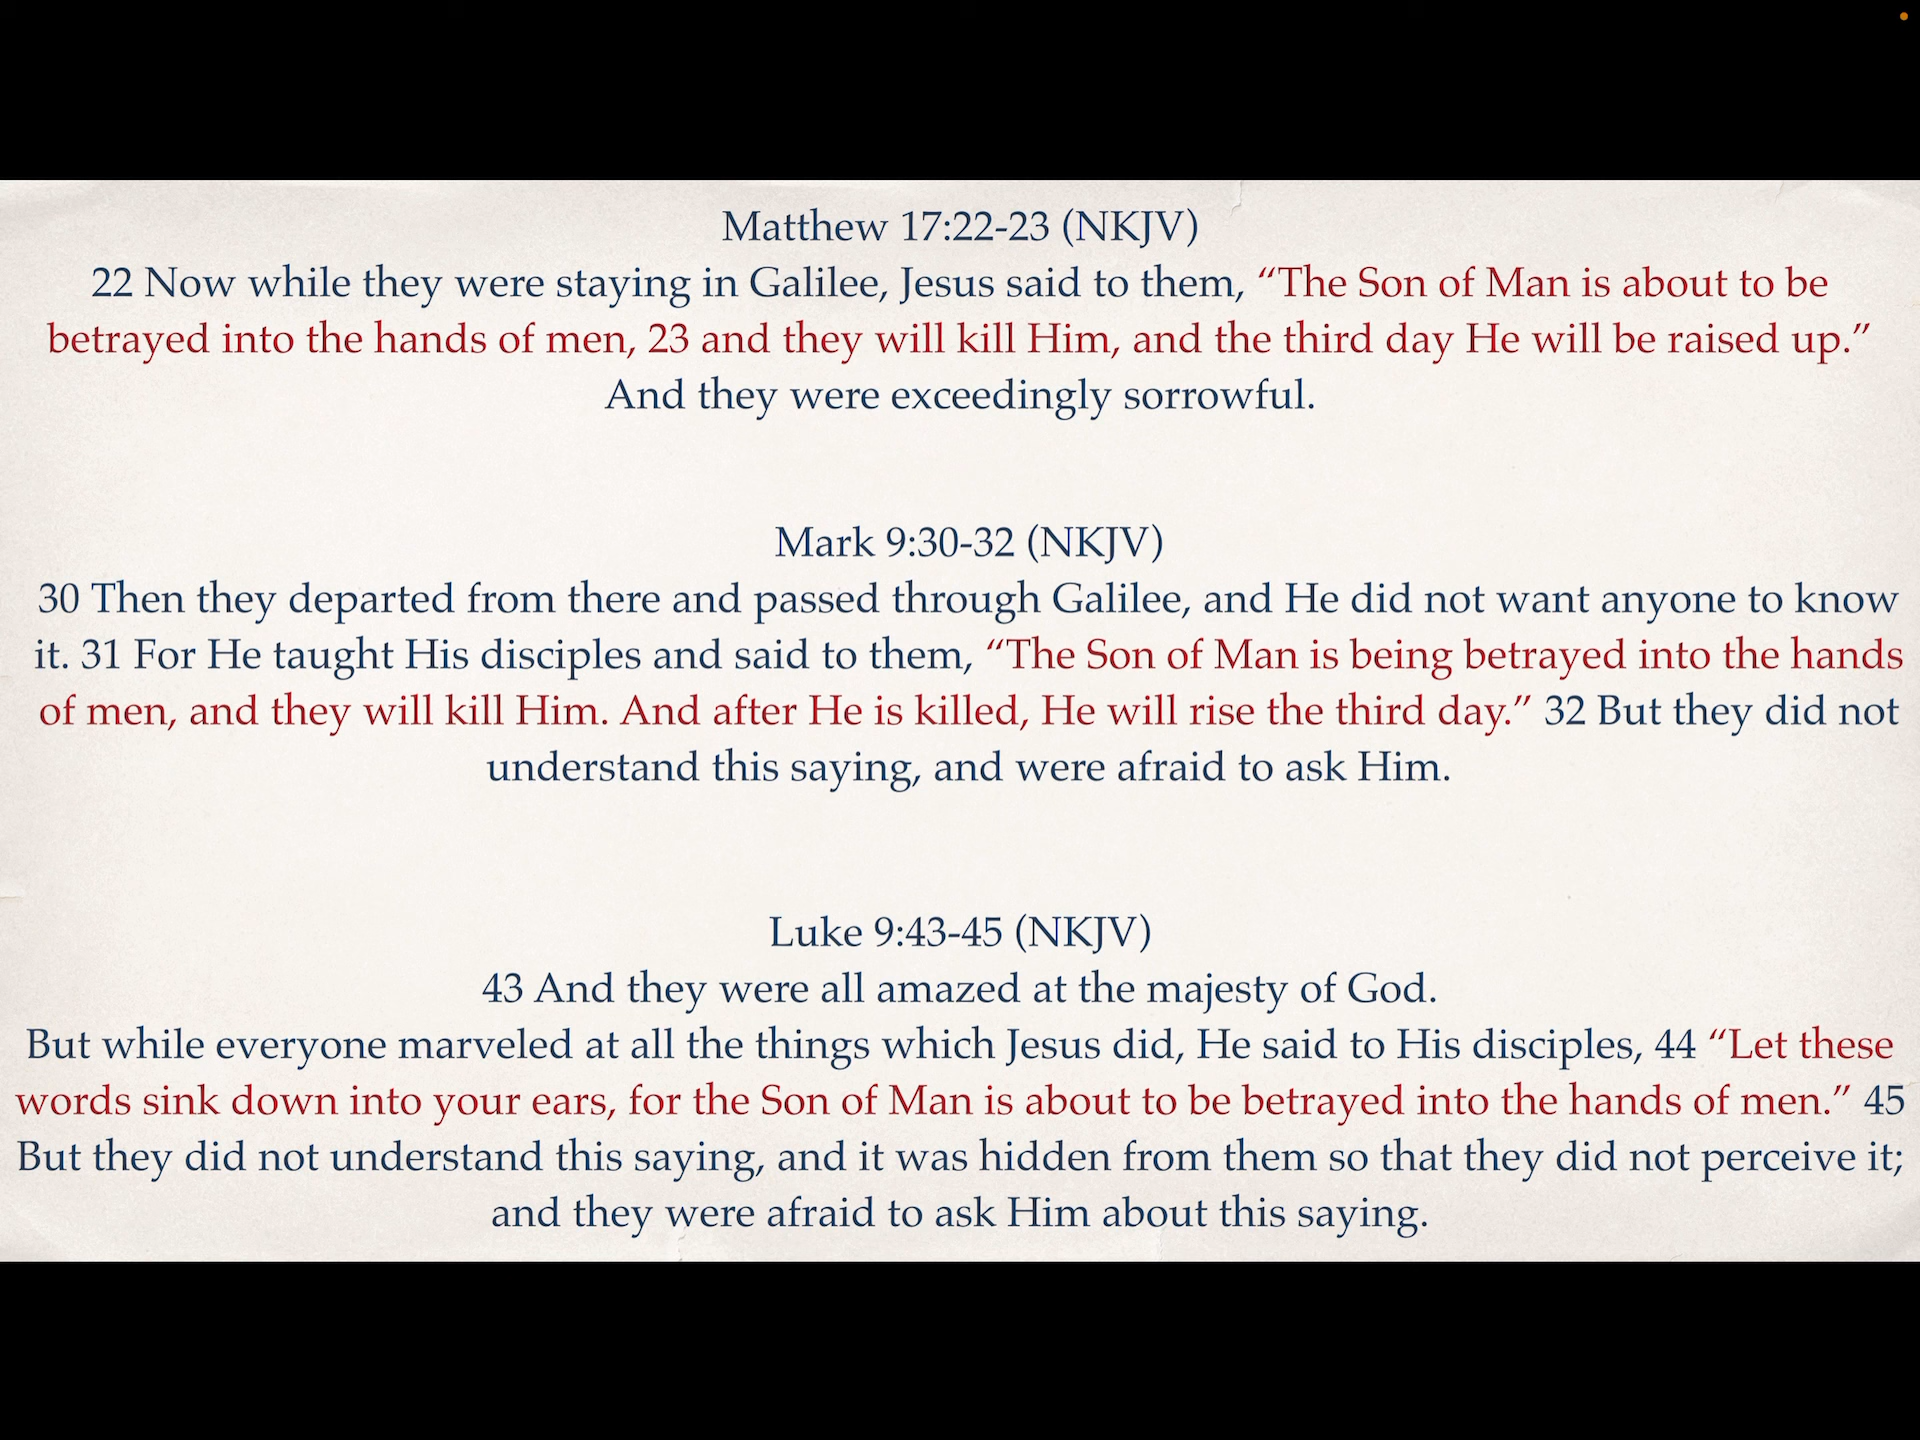 Matthew 17:22-23 (NKJV)
22 Now while they were staying in Galilee, Jesus said to them, “The Son of Man is about to be
betrayed into the hands of men, 23 and they will kill Him, and the third day He will be raised up.”
And they were exceedingly sorrowful.
Mark 9:30-32 (NKJV)
30 Then they departed from there and passed through Galilee, and He did not want anyone to know
it. 31 For He taught His disciples and said to them, “The Son of Man is being betrayed into the hands
of men, and they will kill Him. And after He is killed, He will rise the third day.” 32 But they did not
understand this saying, and were afraid to ask Him.
Luke 9:43-45 (NKJV)
43 And they were all amazed at the majesty of God.
But while everyone marveled at all the things which Jesus did, He said to His disciples, 44 “Let these
words sink down into your ears, for the Son of Man is about to be betrayed into the hands of men.” 45
But they did not understand this saying, and it was hidden from them so that they did not perceive it;
and they were afraid to ask Him about this saying.